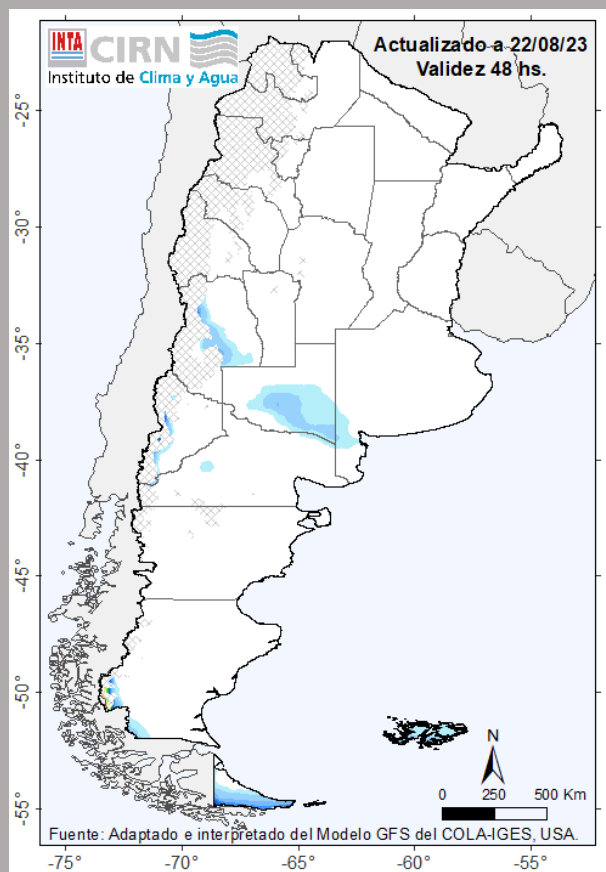 INTA CIRN
Instituto de Clima y Agua
Actualizado a 22/08/23
Validez 48 hs.
-25°
-30°
-35°
-40°
-45°
-50°
-55°
N
0 250 500 Km
Fuente: Adaptado e interpretado del Modelo GFS del COLA-IGES, USA.
-75° -70° -65° -60° -55°